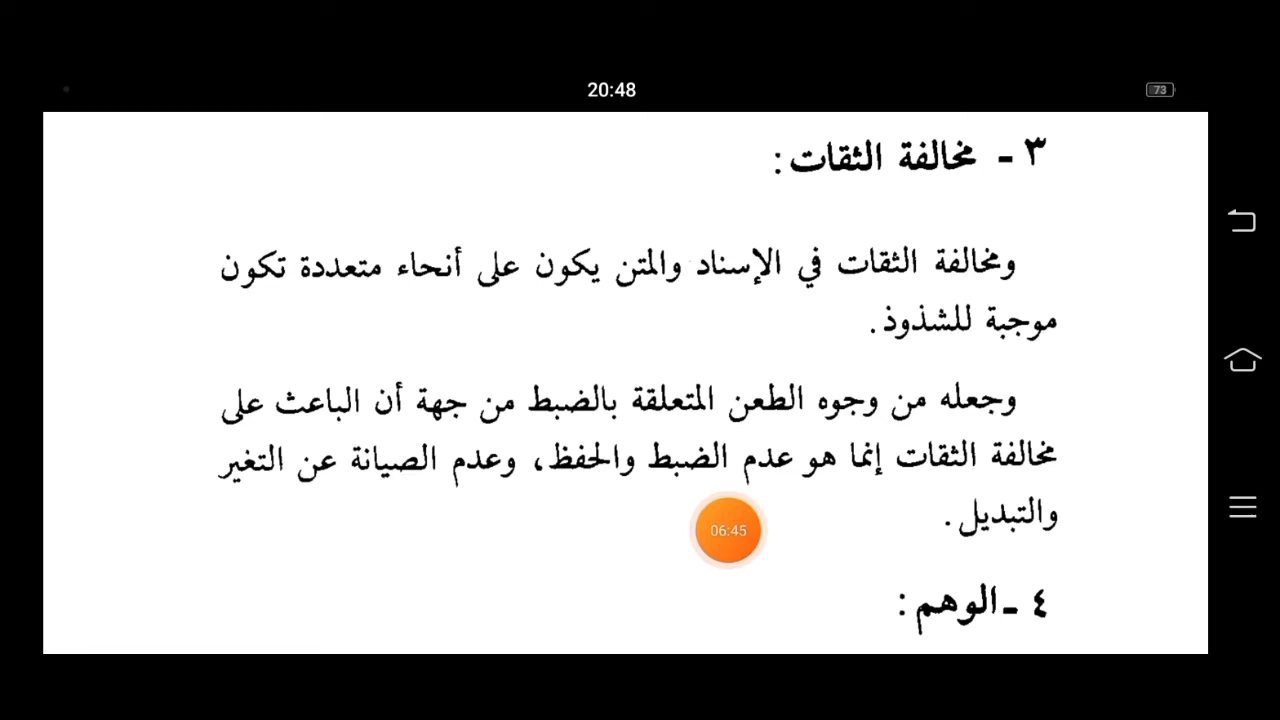 20:48
73
٣ - مخالفة الثقات :
ومخالفة الثقات في الإسناد والمتن يكون على أنحاء متعددة تكون
موجبة للشذوذ .
وجعله من وجوه الطعن المتعلقة بالضبط من جهة أن الباعث على
مخالفة الثقات إنما هو عدم الضبط والحفظ، وعدم الصيانة عن التغير
والتبديل .
06:45
٤ - الوهم :